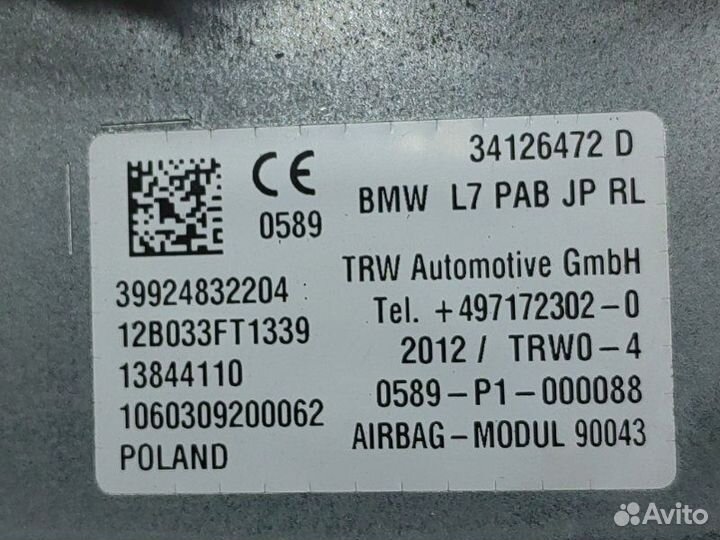 34126472 D
CE
BMW L7 PAB JP RL
0589
39924832204
12B033FT1339
13844110
1060309200062
POLAND
TRW Automotive GmbH
Tel. +497172302-0
2012 / TRW0-4
0589-P1-000088
AIRBAG-MODUL 90043
Avito